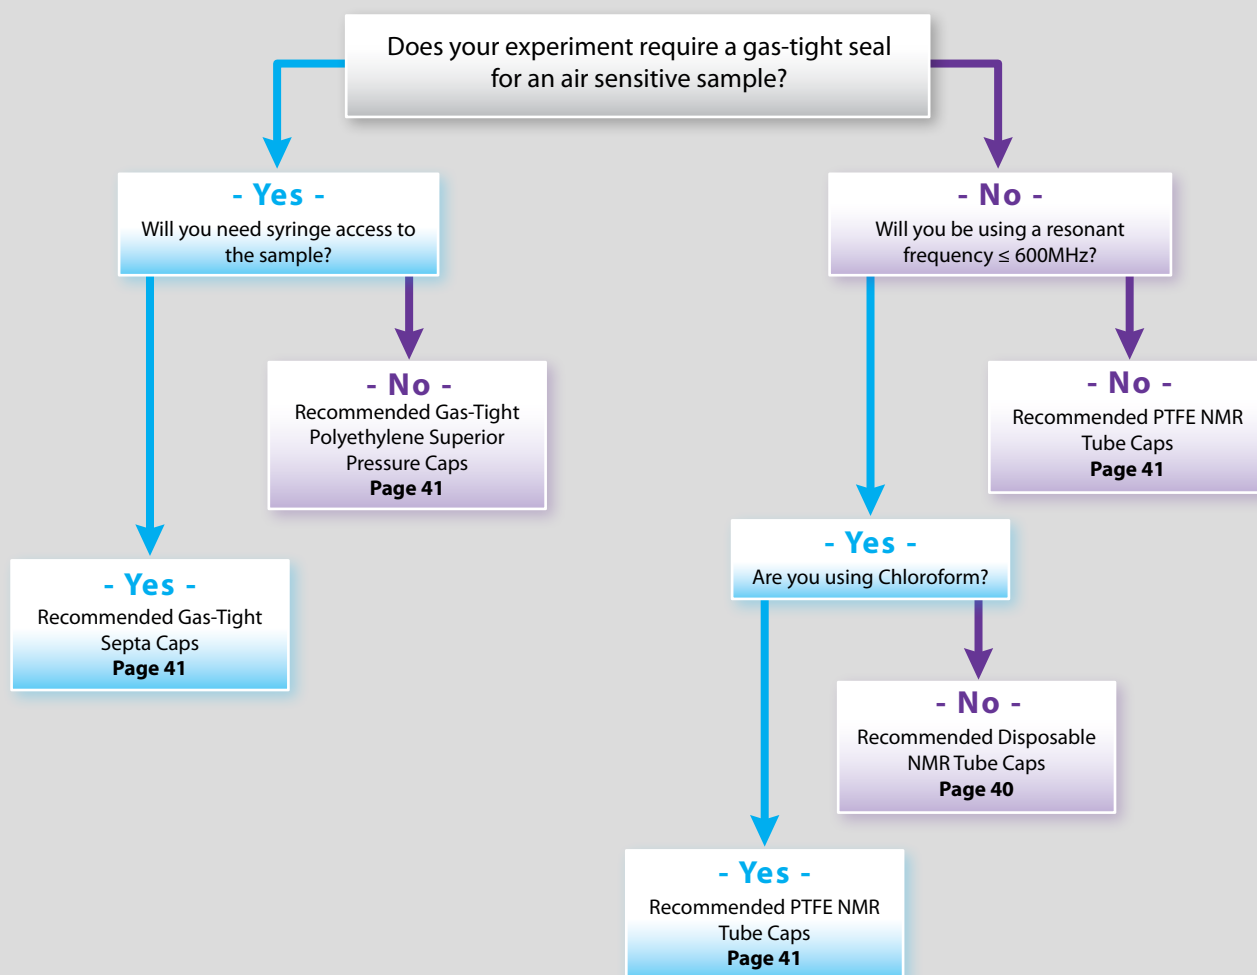 Does your experiment require a gas-tight seal
for an air sensitive sample?
- Yes -
Will you need syringe access to
the sample?
- No -
Will you be using a resonant
frequency ≤ 600MHz?
- No -
Recommended Gas-Tight
Polyethylene Superior
Pressure Caps
Page 41
- No -
Recommended PTFE NMR
Tube Caps
Page 41
- Yes -
Recommended Gas-Tight
Septa Caps
Page 41
- Yes -
Are you using Chloroform?
- No -
Recommended Disposable
NMR Tube Caps
Page 40
- Yes -
Recommended PTFE NMR
Tube Caps
Page 41